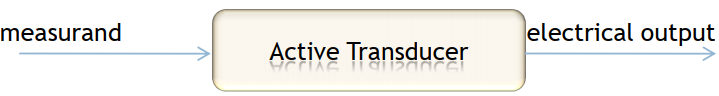 measurand
Active Transducer
electrical output